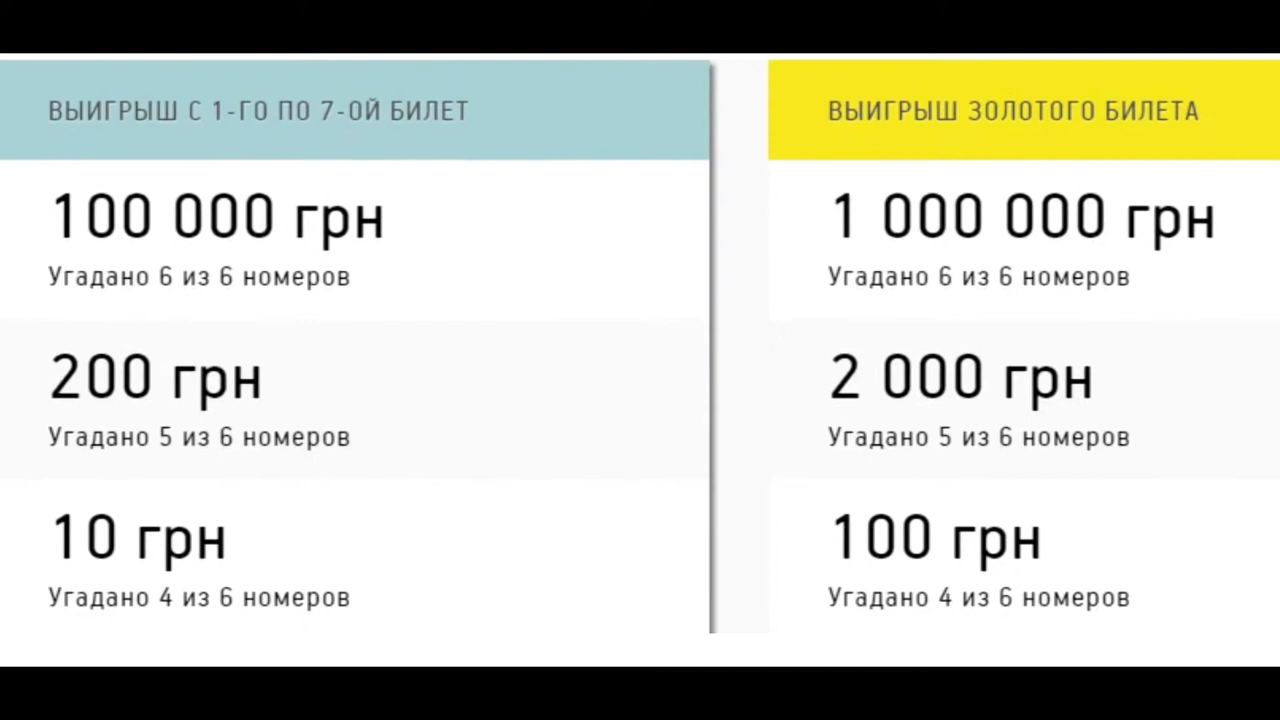 ВЫИГРЫШ С 1-ГО ПО 7-ОЙ БИЛЕТ
100 000 грн
Угадано 6 из 6 номеров
200 грн
Угадано 5 из 6 номеров
10 грн
Угадано 4 из 6 номеров
ВЫИГРЫШ ЗОЛОТОГО БИЛЕТА
1 000 000 грн
Угадано 6 из 6 номеров
2 000 грн
Угадано 5 из 6 номеров
100 грн
Угадано 4 из 6 номеров